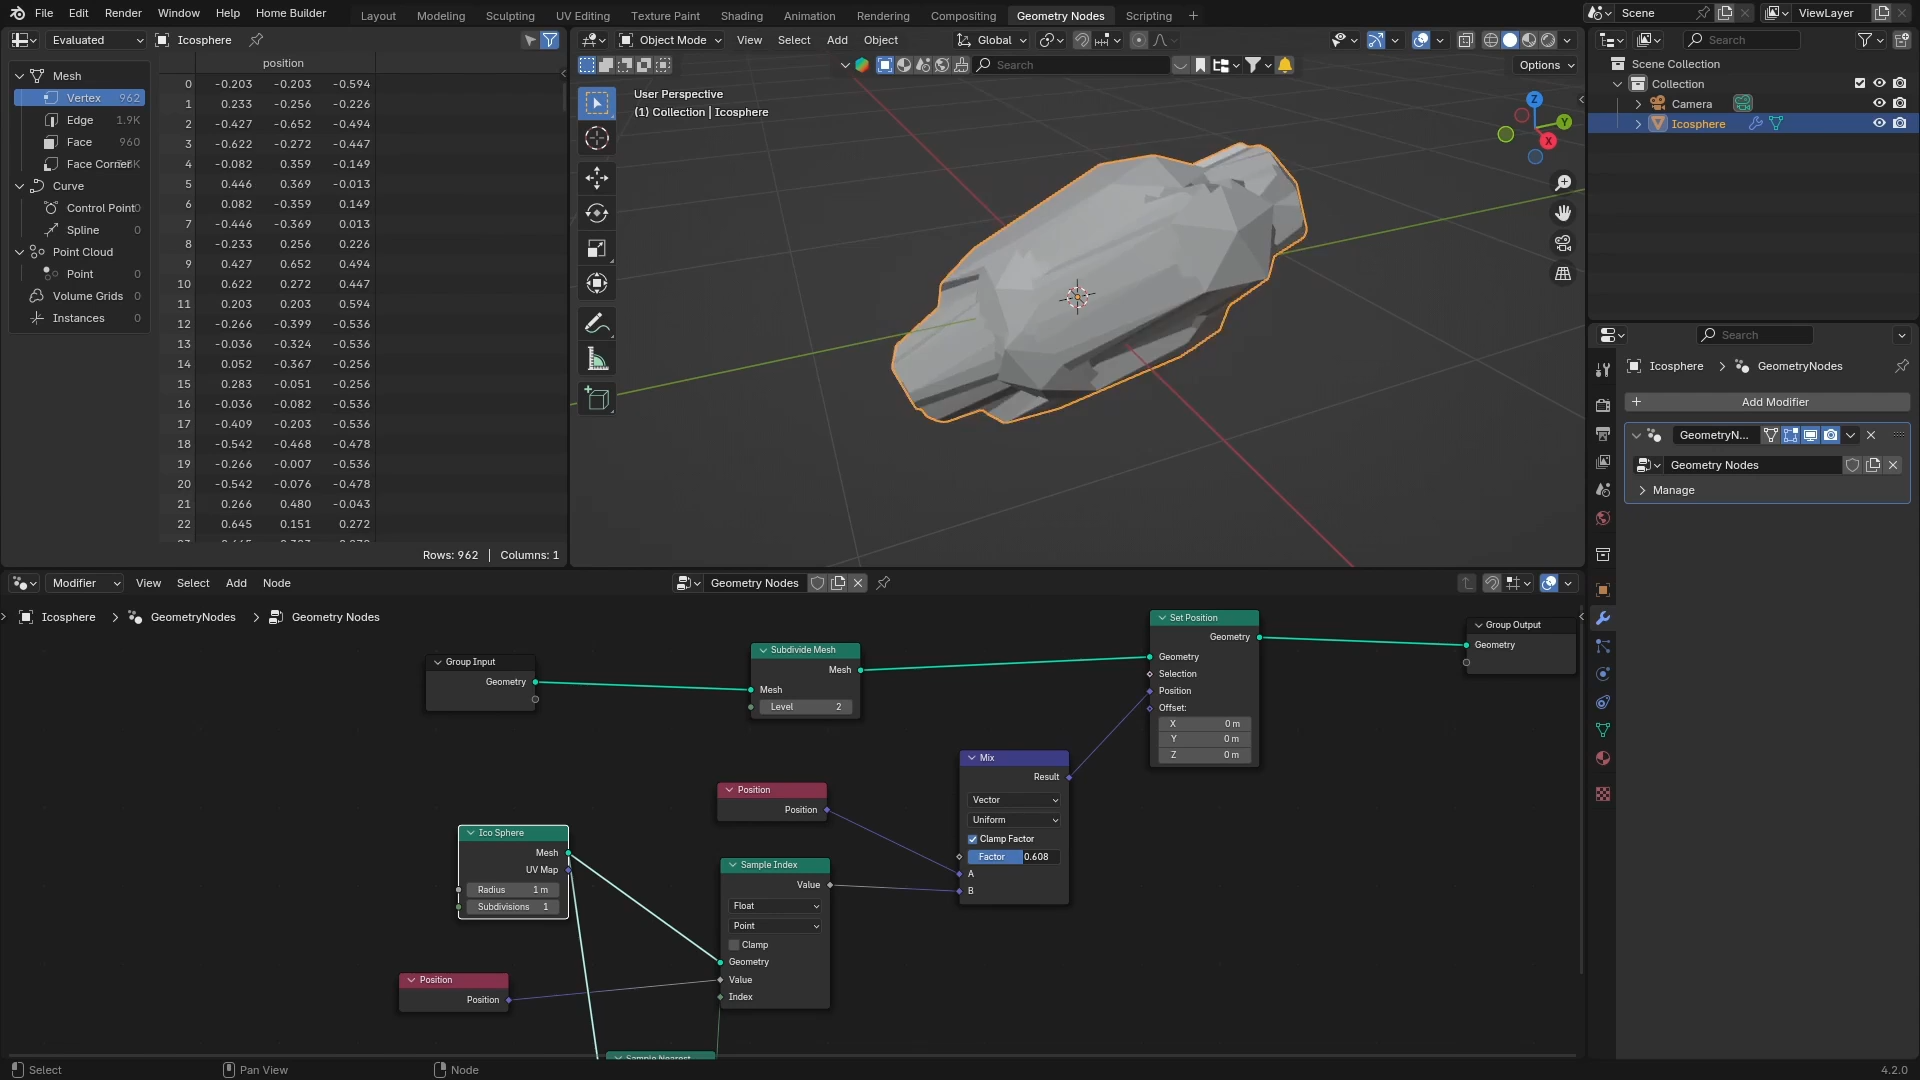 File Edit Render Window Help Home Builder Layout Modeling Sculpting UV Editing Texture Paint Shading Animation Rendering Compositing Geometry Nodes Scripting Scene ViewLayer
Evaluated Icosphere
Object Mode View Select Add Object Global
Search
Options
User Perspective
(1) Collection | Icosphere
Z
Y
X
Mesh
Vertex 962
Edge 1.9K
Face 960
Face Corner
Curve
Control Point 0
Spline 0
Point Cloud
Point 0
Volume Grids 0
Instances 0
position
0 -0.203 -0.203 -0.594
1 0.233 -0.256 -0.226
2 -0.427 -0.652 -0.494
3 -0.622 -0.272 -0.447
4 -0.082 0.359 -0.149
5 0.446 0.369 -0.013
6 0.082 -0.359 0.149
7 -0.446 -0.369 0.013
8 -0.233 0.256 0.226
9 0.427 0.652 0.494
10 0.622 0.272 0.447
11 0.203 0.203 0.594
12 -0.266 -0.399 -0.536
13 -0.036 -0.324 -0.536
14 0.052 -0.367 -0.256
15 0.283 -0.051 -0.256
16 -0.036 -0.082 -0.536
17 -0.409 -0.203 -0.536
18 -0.542 -0.468 -0.478
19 -0.266 -0.007 -0.536
20 -0.542 -0.076 -0.478
21 0.266 0.480 -0.043
22 0.645 0.151 0.272
Rows: 962 | Columns: 1
Search
Scene Collection
Collection
Camera
Icosphere
Search
Icosphere > GeometryNodes
Add Modifier
GeometryN...
Geometry Nodes
Manage
Modifier View Select Add Node Geometry Nodes
Icosphere > GeometryNodes > Geometry Nodes
Group Input
Geometry
Subdivide Mesh
Mesh
Mesh
Level 2
Set Position
Geometry
Geometry
Selection
Position
Offset:
X 0 m
Y 0 m
Z 0 m
Group Output
Geometry
Mix
Result
Vector
Uniform
Clamp Factor
Factor 0.608
A
B
Position
Position
Ico Sphere
Mesh
UV Map
Radius 1 m
Subdivisions 1
Sample Index
Value
Float
Point
Clamp
Geometry
Value
Index
Position
Position
Sample Nearest
Select Pan View Node 4.2.0